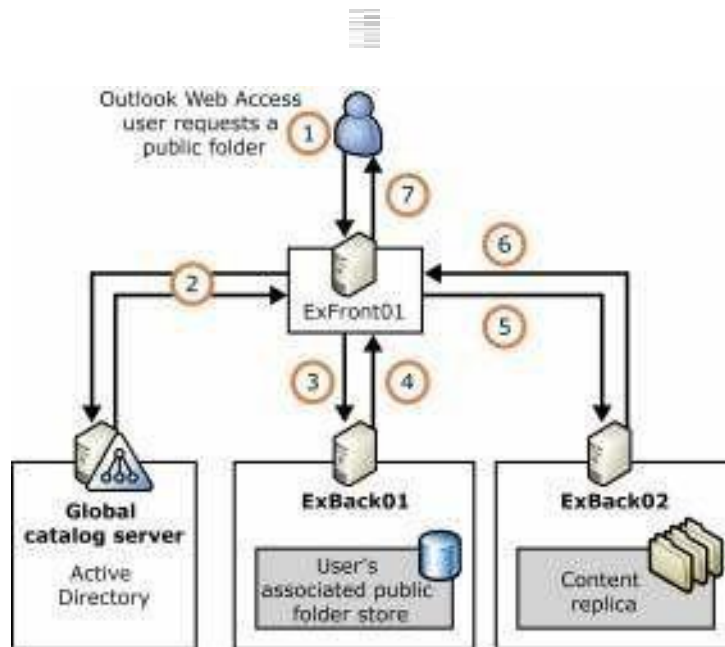 Outlook Web Access
user requests a
public folder
1
7
6
2
ExFront01
5
3
4
Global
catalog server
Active
Directory
ExBack01
User's
associated public
folder store
ExBack02
Content
replica